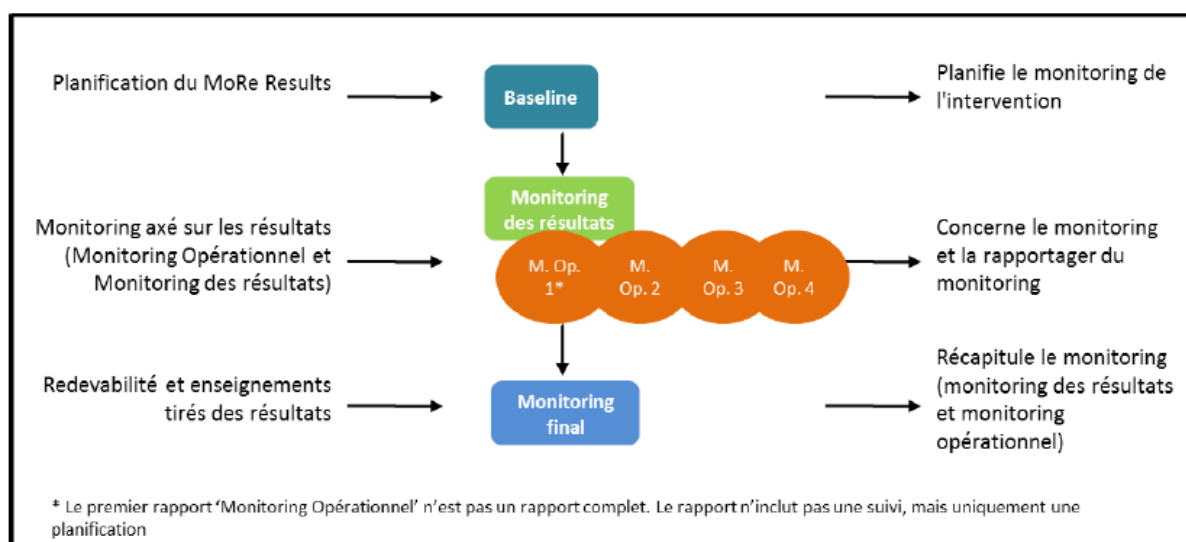 Planification du MoRe Results
Baseline
Planifie le monitoring de
l'intervention
Monitoring axé sur les résultats
(Monitoring Opérationnel et
Monitoring des résultats)
Monitoring
des résultats
M. Op.
1*
M.
Op. 2
M.
Op. 3
M.
Op. 4
Concerne le monitoring
et la rapportager du
monitoring
Redevabilité et enseignements
tirés des résultats
Monitoring
final
Récapitule le monitoring
(monitoring des résultats
et monitoring
opérationnel)
* Le premier rapport ‘Monitoring Opérationnel’ n’est pas un rapport complet. Le rapport n’inclut pas une suivi, mais uniquement une
planification